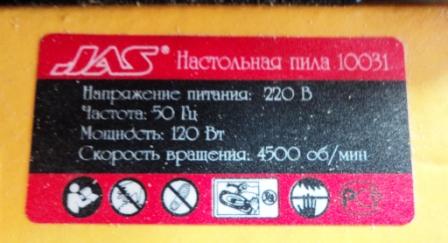 JAS® Настольная пила 10031
Напряжение питания: 220 В
Частота: 50 Гц
Мощность: 120 Вт
Скорость вращения: 4500 об/мин